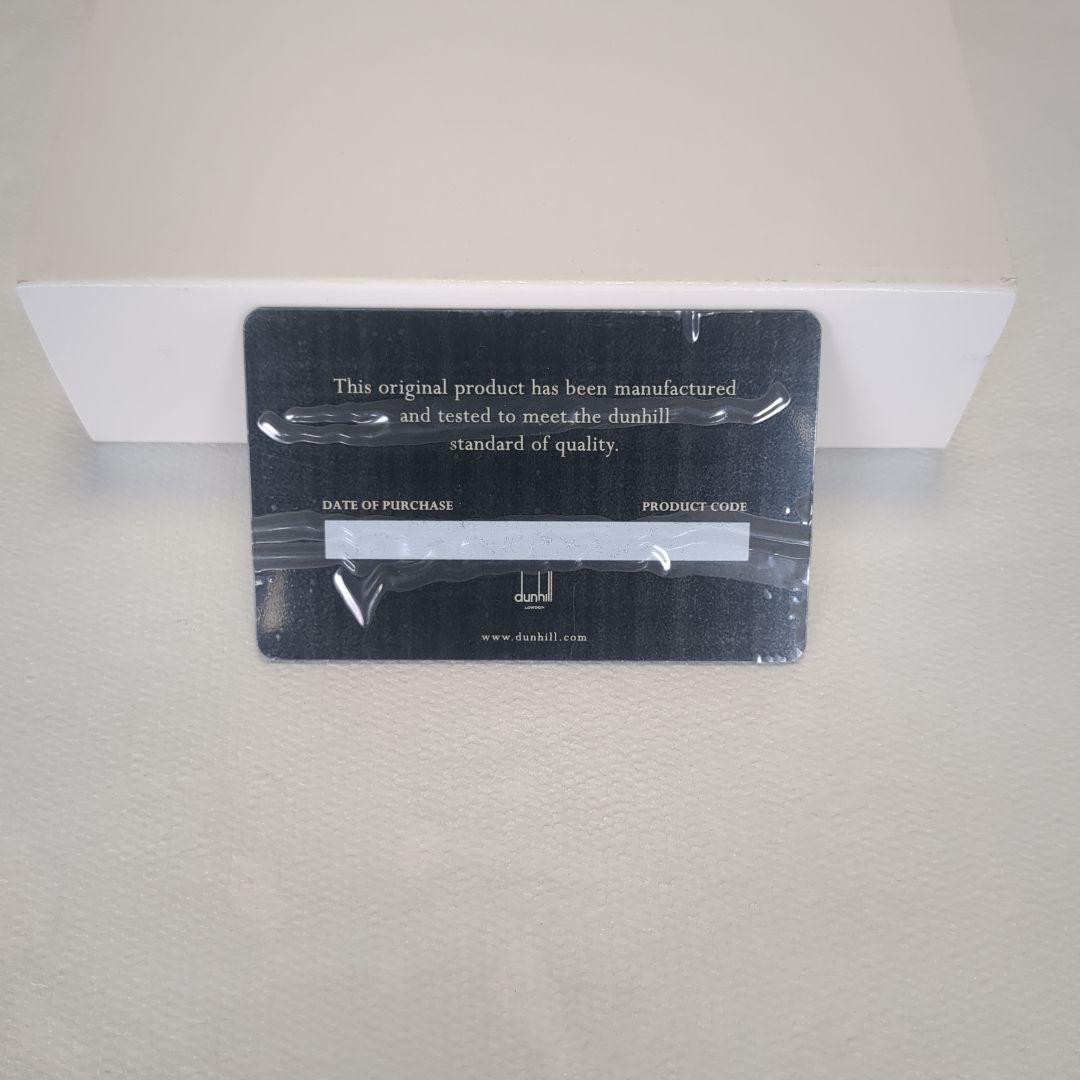 This original product has been manufactured
and tested to meet the dunhill
standard of quality.
DATE OF PURCHASE PRODUCT CODE
dunhill
LONDON
www.dunhill.com